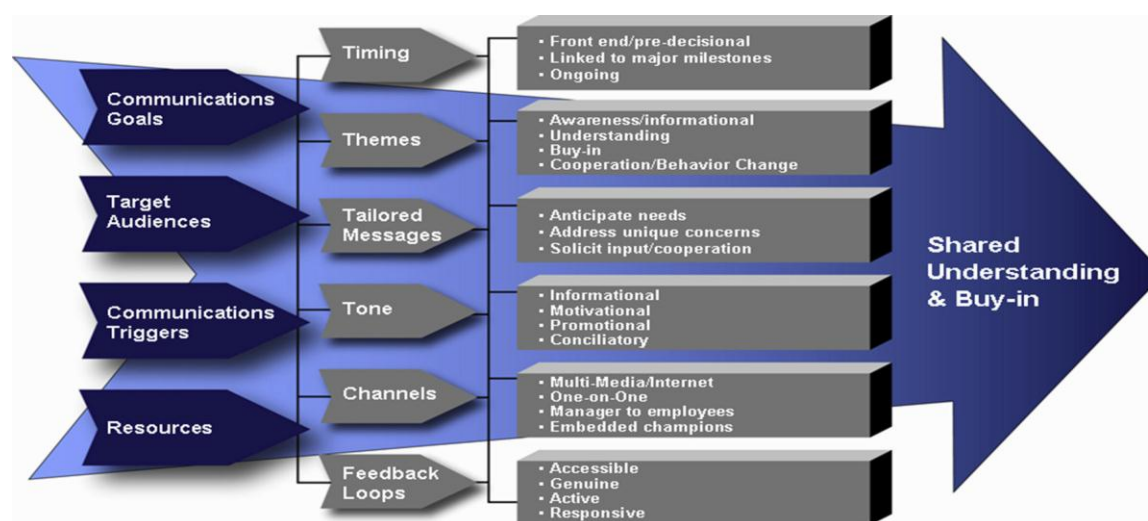 Communications
Goals
Target
Audiences
Communications
Triggers
Resources
Timing
Themes
Tailored
Messages
Tone
Channels
Feedback
Loops
▪ Front end/pre-decisional
▪ Linked to major milestones
▪ Ongoing
▪ Awareness/informational
▪ Understanding
▪ Buy-in
▪ Cooperation/Behavior Change
▪ Anticipate needs
▪ Address unique concerns
▪ Solicit input/cooperation
▪ Informational
▪ Motivational
▪ Promotional
▪ Conciliatory
▪ Multi-Media/Internet
▪ One-on-One
▪ Manager to employees
▪ Embedded champions
▪ Accessible
▪ Genuine
▪ Active
▪ Responsive
Shared
Understanding
& Buy-in